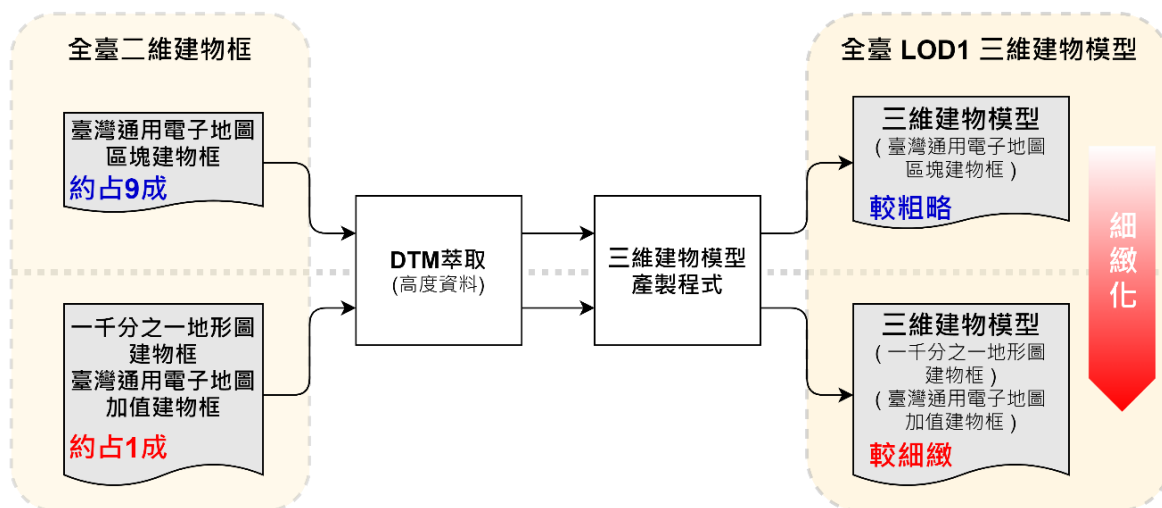 全臺二維建物框
臺灣通用電子地圖
區塊建物框
約占9成
一千分之一地形圖
建物框
臺灣通用電子地圖
加值建物框
約占1成
DTM萃取
(高度資料)
三維建物模型
產製程式
全臺 LOD1 三維建物模型
三維建物模型
( 臺灣通用電子地圖
區塊建物框 )
較粗略
三維建物模型
( 一千分之一地形圖
建物框 )
( 臺灣通用電子地圖
加值建物框 )
較細緻
細緻化